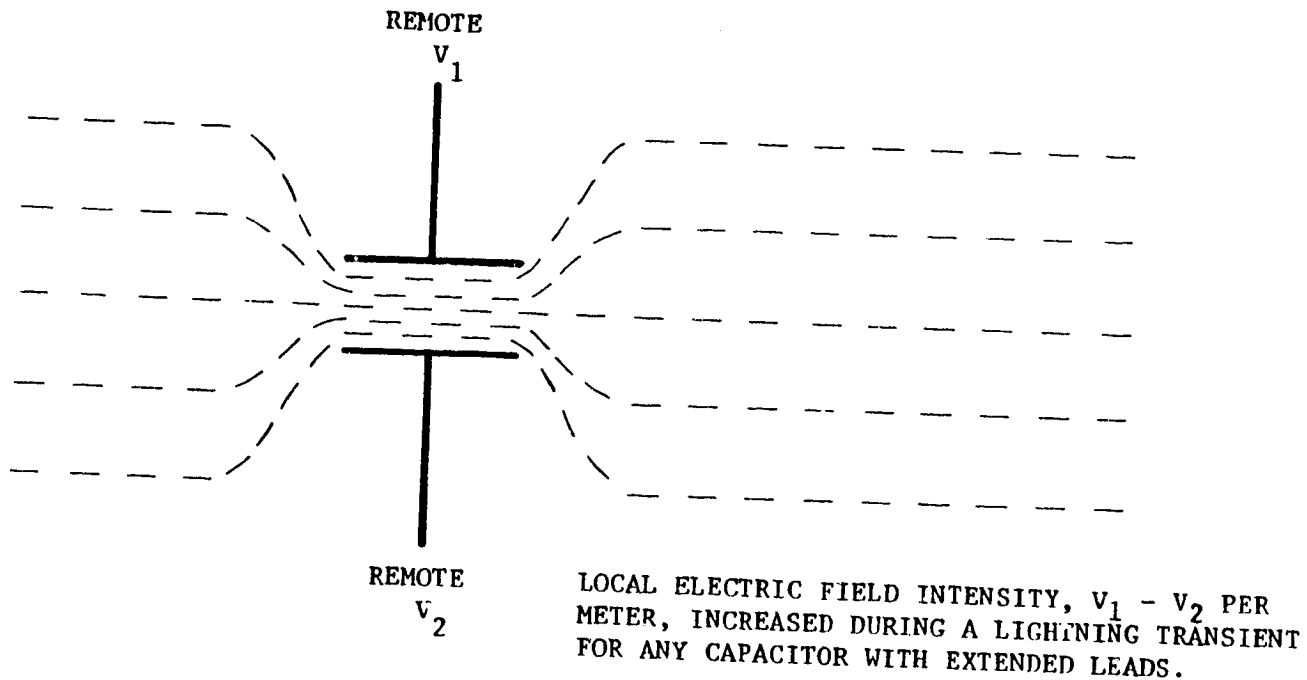 REMOTE
V1
REMOTE
V2
LOCAL ELECTRIC FIELD INTENSITY, V1 - V2 PER
METER, INCREASED DURING A LIGHTNING TRANSIENT
FOR ANY CAPACITOR WITH EXTENDED LEADS.